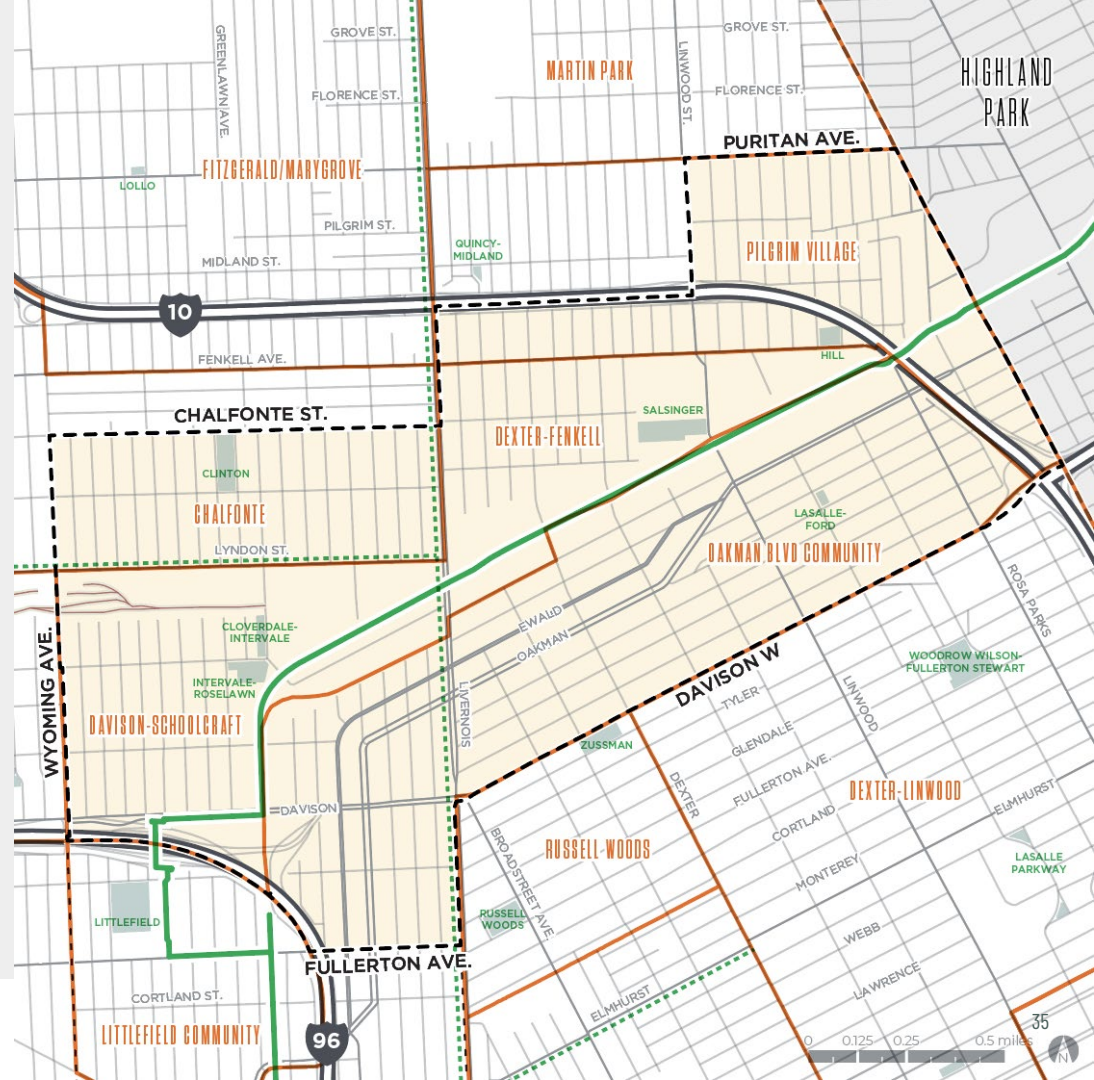 GROVE ST.
GREENLAWN AVE.
GROVE ST.
LINWOOD ST.
MARTIN PARK
HIGHLAND
PARK
FLORENCE ST.
FLORENCE ST.
PURITAN AVE.
FITZGERALD/MARYGROVE
LOLLO
PILGRIM ST.
QUINCY-
MIDLAND
PILGRIM VILLAGE
MIDLAND ST.
10
FENKELL AVE.
HILL
CHALFONTE ST.
SALSINGER
DEXTER-FENKELL
CLINTON
CHALFONTE
LASALLE-
FORD
LYNDON ST.
OAKMAN BLVD COMMUNITY
ROSA PARKS
EWALD
OAKMAN
CLOVERDALE-
INTERVALE
WOODROW WILSON-
FULLERTON STEWART
WYOMING AVE.
INTERVALE-
ROSELAWN
DAVISON W
LIVERNOIS
LINWOOD
TYLER
DAVISON-SCHOOLCRAFT
ZUSSMAN
GLENDALE
FULLERTON AVE.
DEXTER
DEXTER-LINWOOD
ELMHURST
DAVISON
CORTLAND
RUSSELL-WOODS
BROADSTREET AVE.
LASALLE
PARKWAY
MONTEREY
LITTLEFIELD
RUSSELL
WOODS
WEBB
FULLERTON AVE.
LAWRENCE
CORTLAND ST.
ELMHURST
LITTLEFIELD COMMUNITY
96
35
0 0.125 0.25 0.5 miles
N